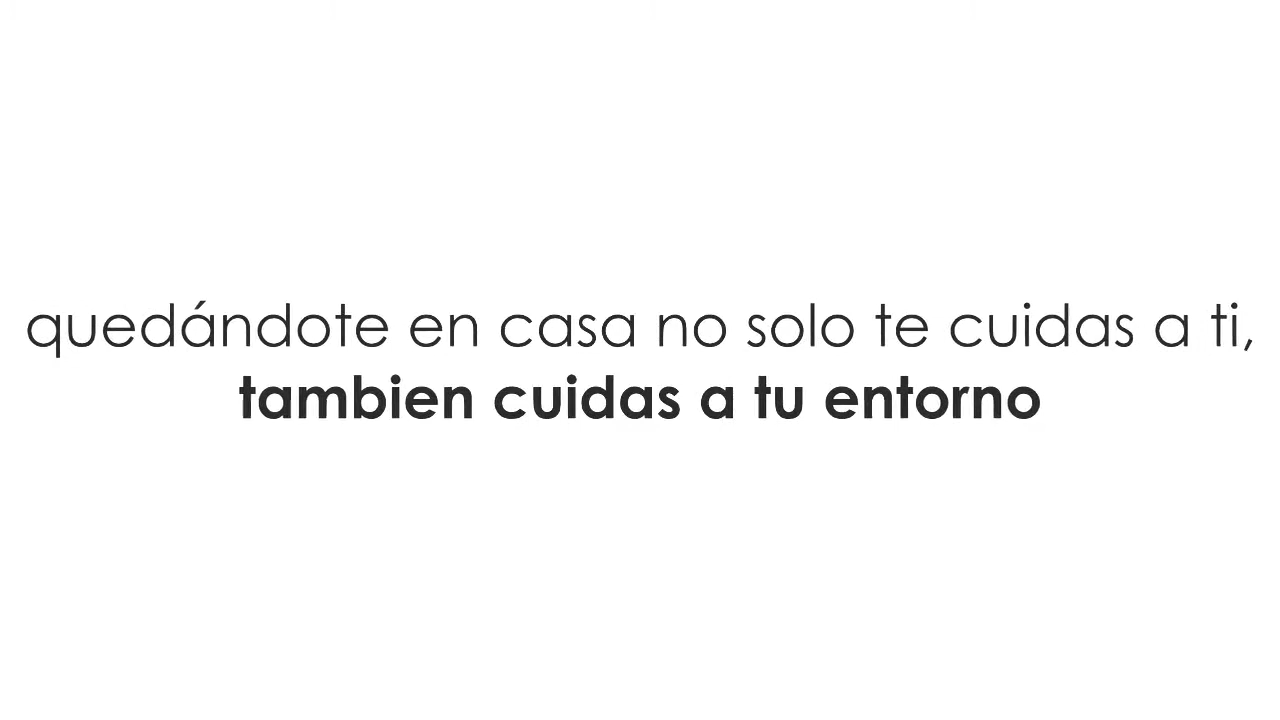 quedándote en casa no solo te cuidas a ti,
tambien cuidas a tu entorno